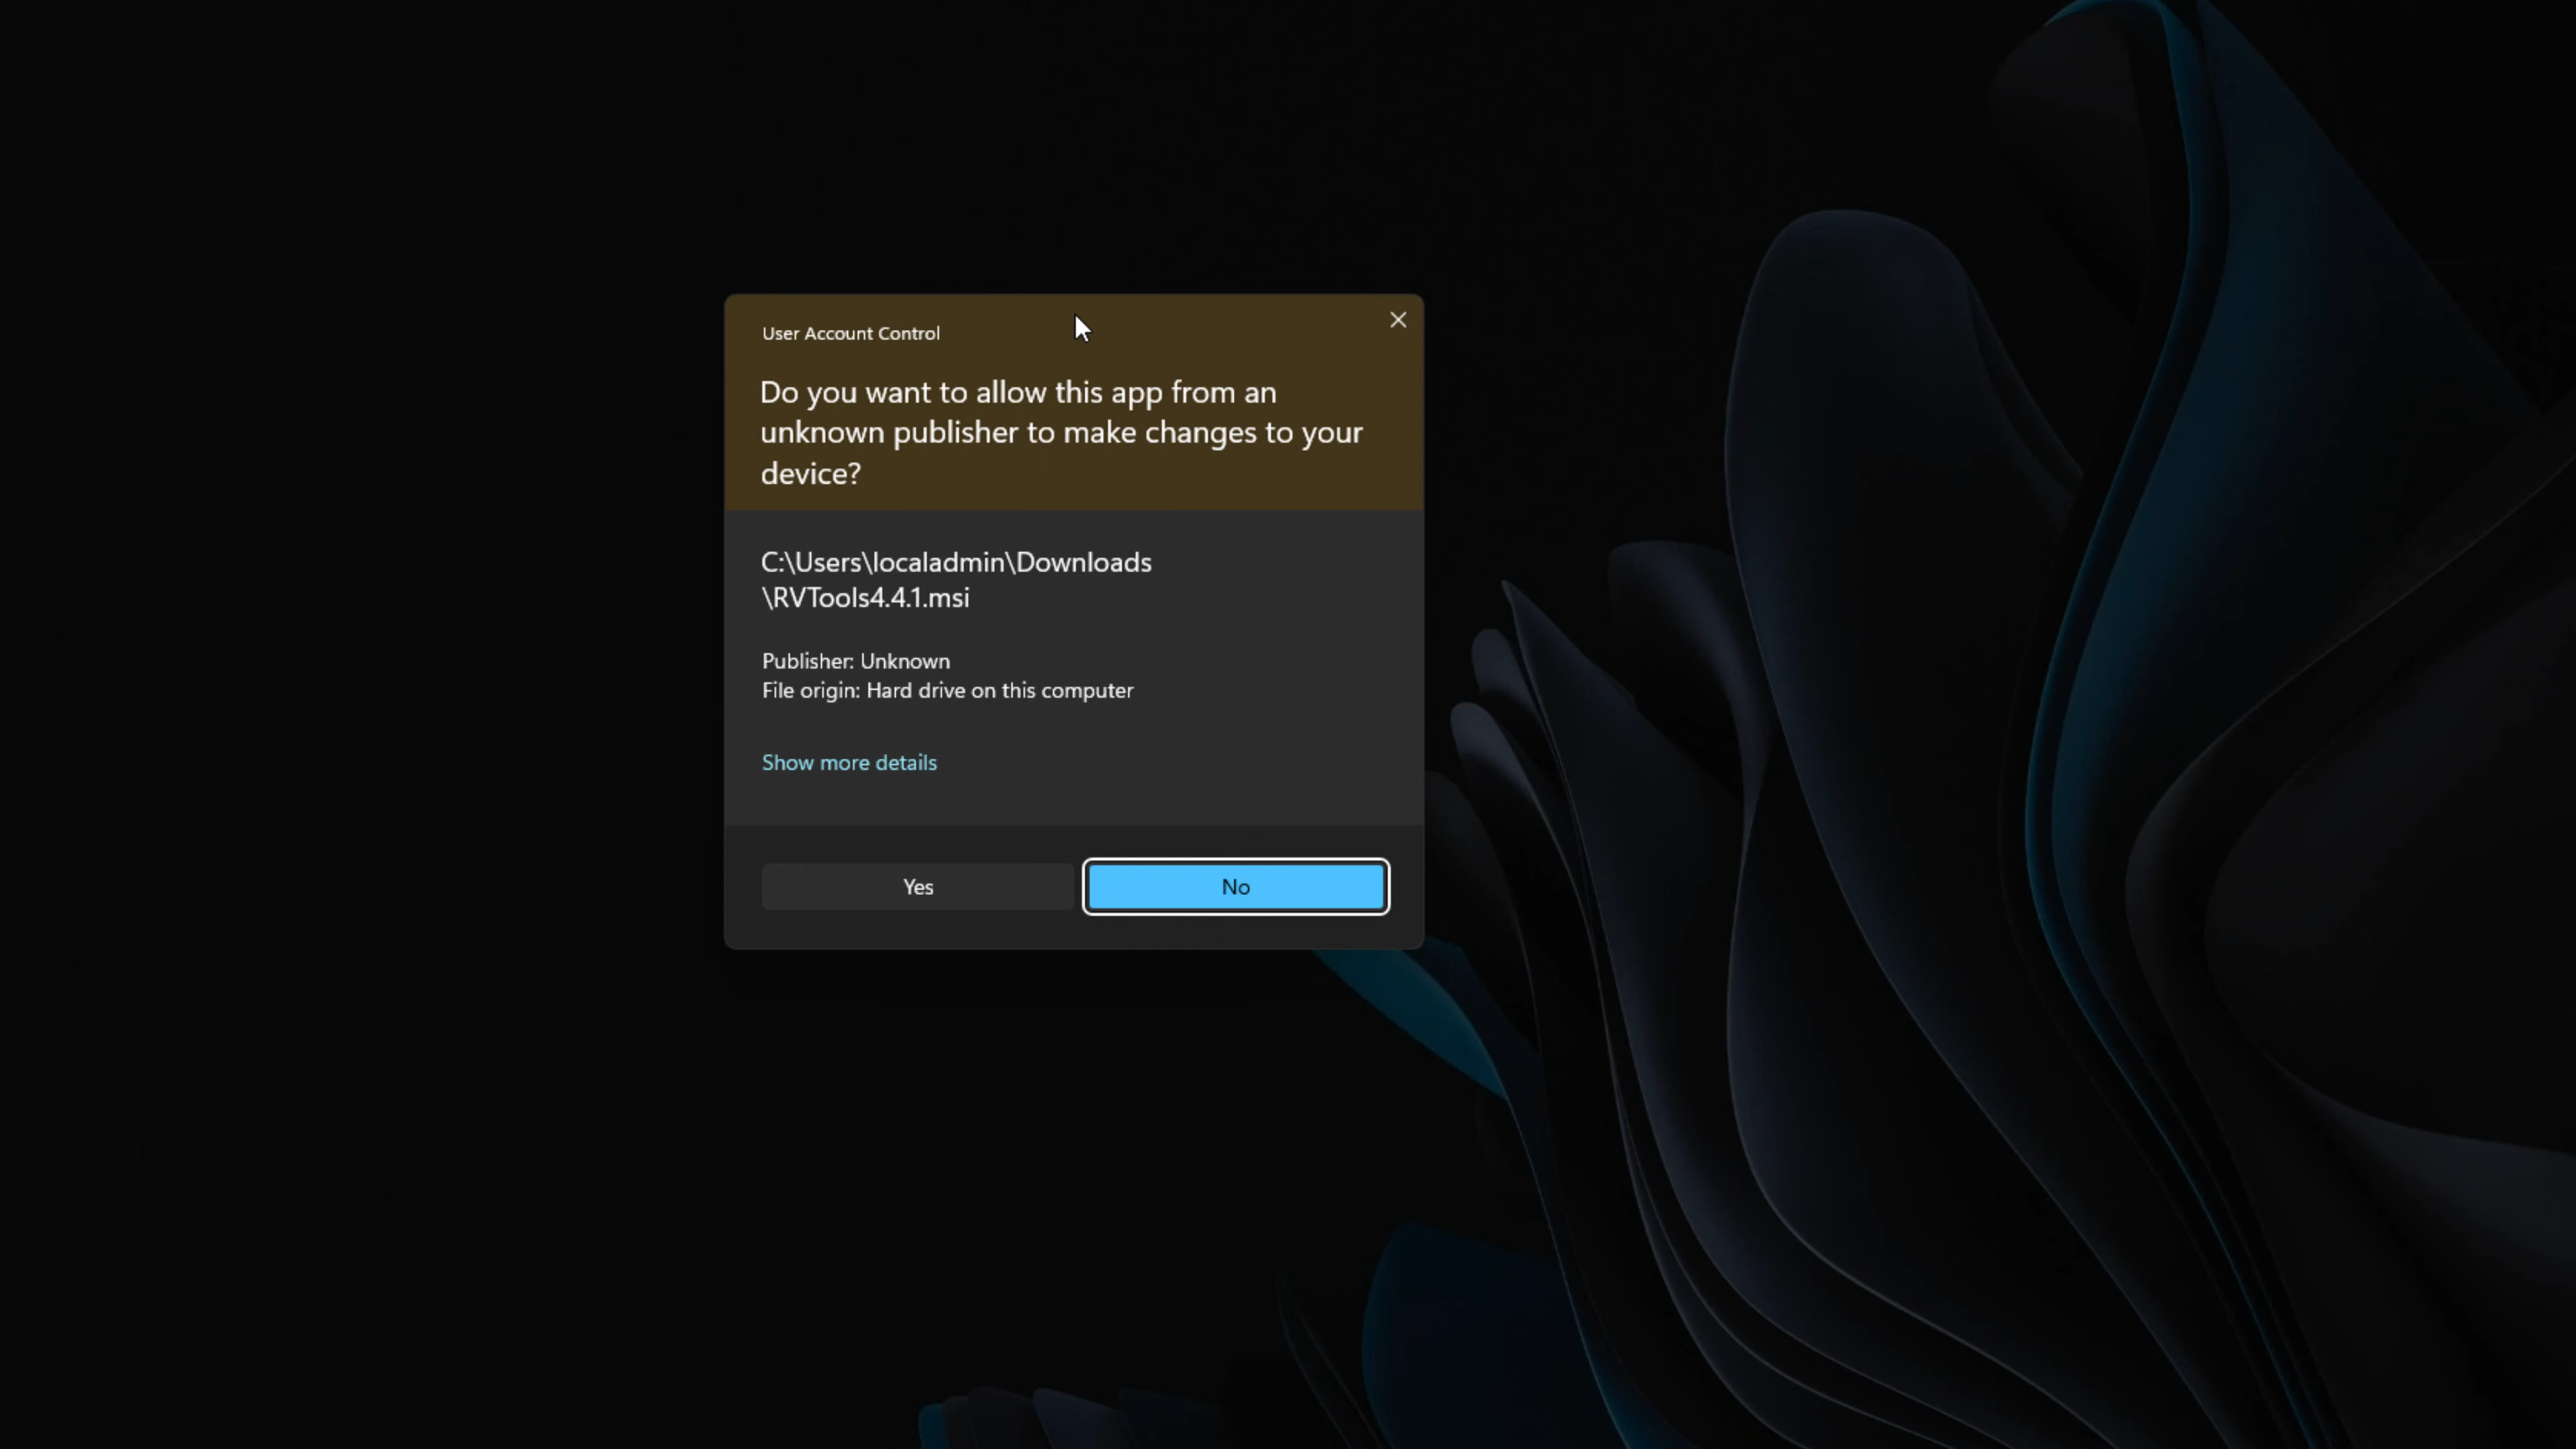 User Account Control
Do you want to allow this app from an
unknown publisher to make changes to your
device?
C:\Users\localadmin\Downloads
\RVTools4.4.1.msi
Publisher: Unknown
File origin: Hard drive on this computer
Show more details
Yes
No